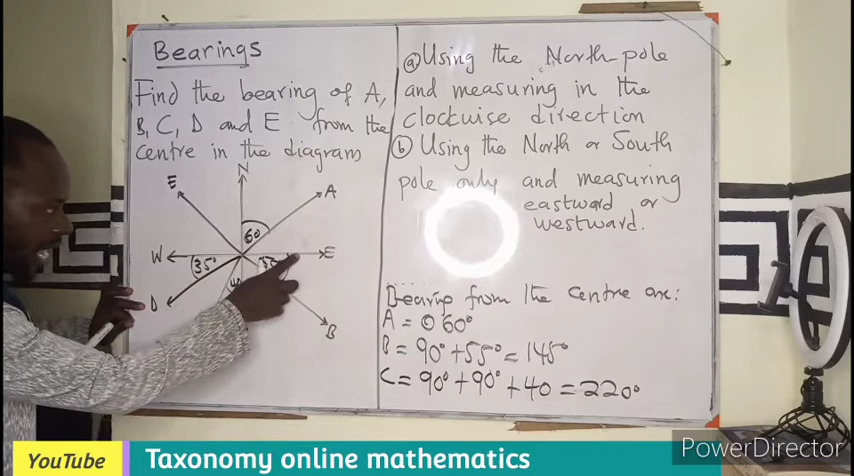 Bearings
Find the bearing of A,
B, C, D and E from the
centre in the diagram
N
E
A
60
W
35°
E
55
40
D
B
(a) Using the North-pole
and measuring in the
clockwise direction
(b) Using the North or South
pole only and measuring
eastward or
westward.
Bearing from the centre are:
A = 060°
B = 90° + 55° = 145°
C = 90° + 90° + 40 = 220°
PowerDirector
YouTube
Taxonomy online mathematics